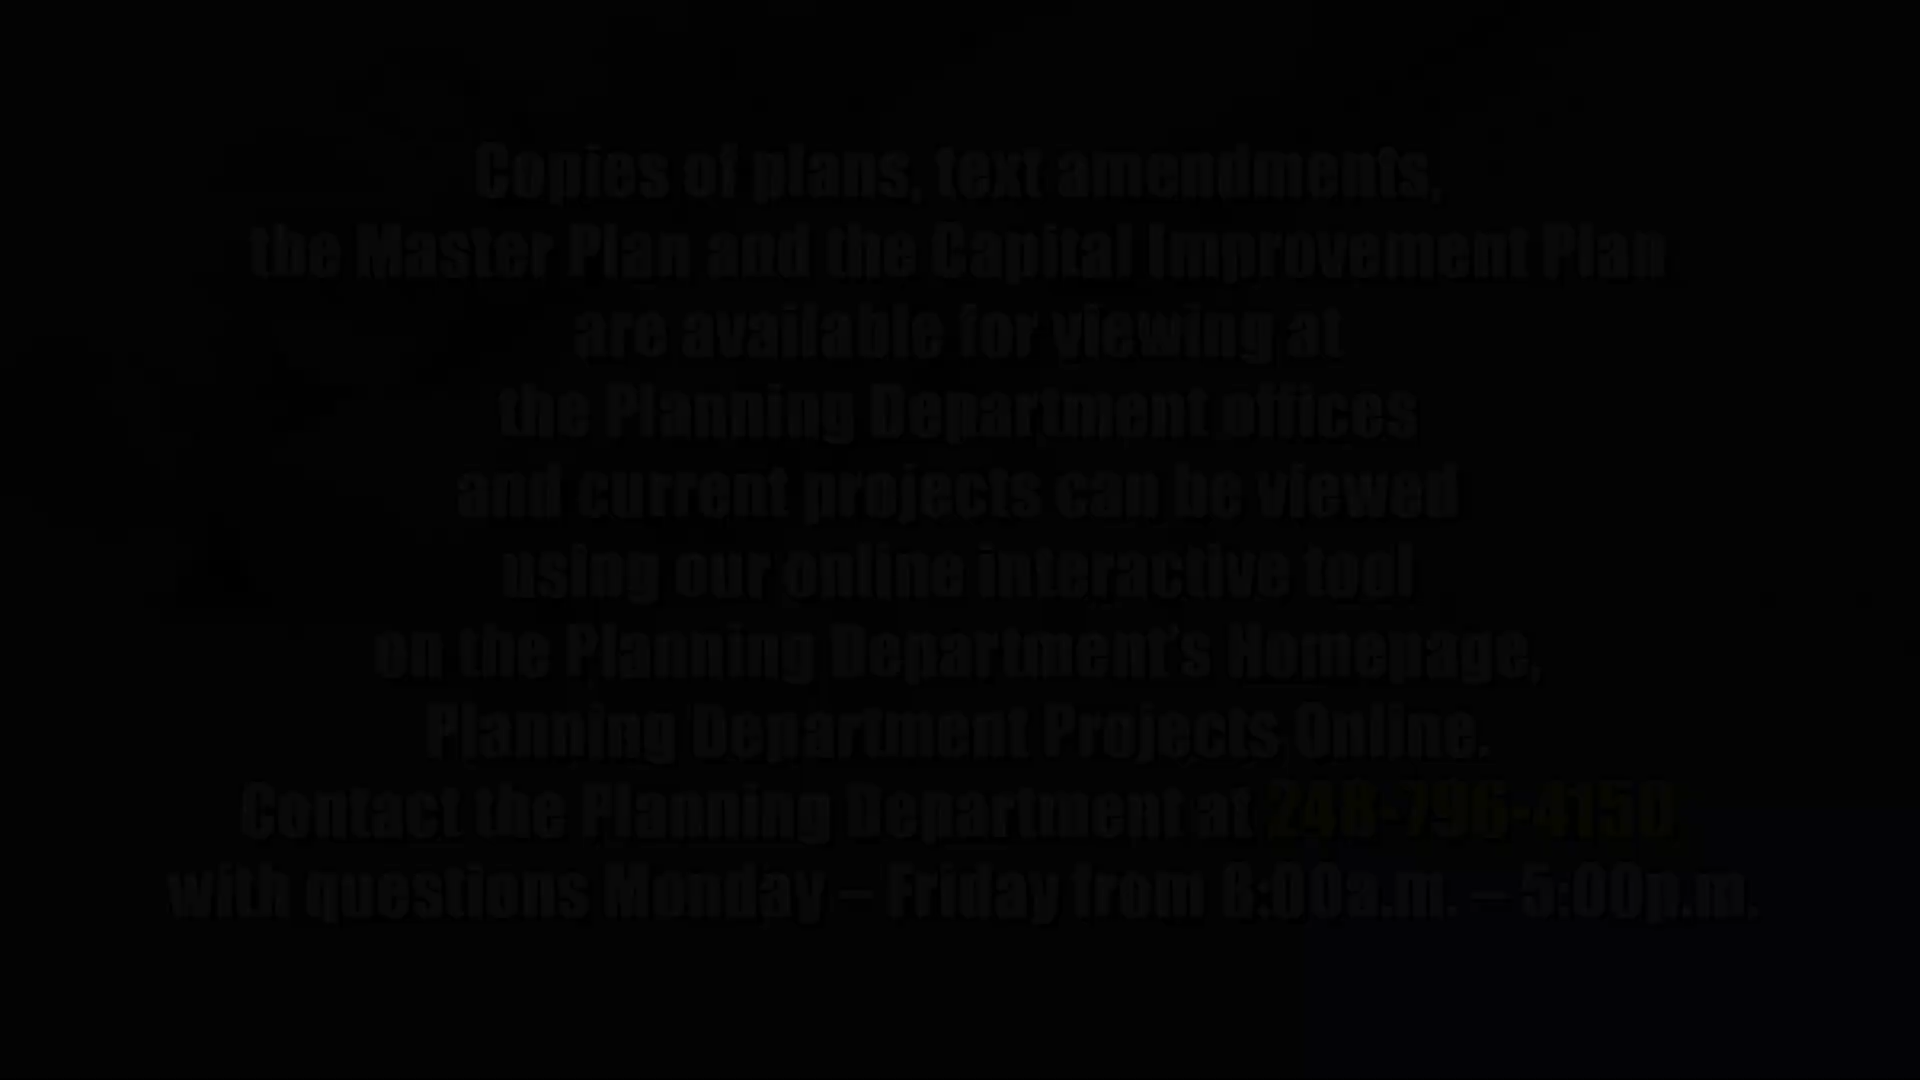 Copies of plans, text amendments,
the Master Plan and the Capital Improvement Plan
are available for viewing at
the Planning Department offices
and current projects can be viewed
using our online interactive tool
on the Planning Department's Homepage,
Planning Department Projects Online.
Contact the Planning Department at 248-796-4150
with questions Monday – Friday from 8:00a.m. – 5:00p.m.